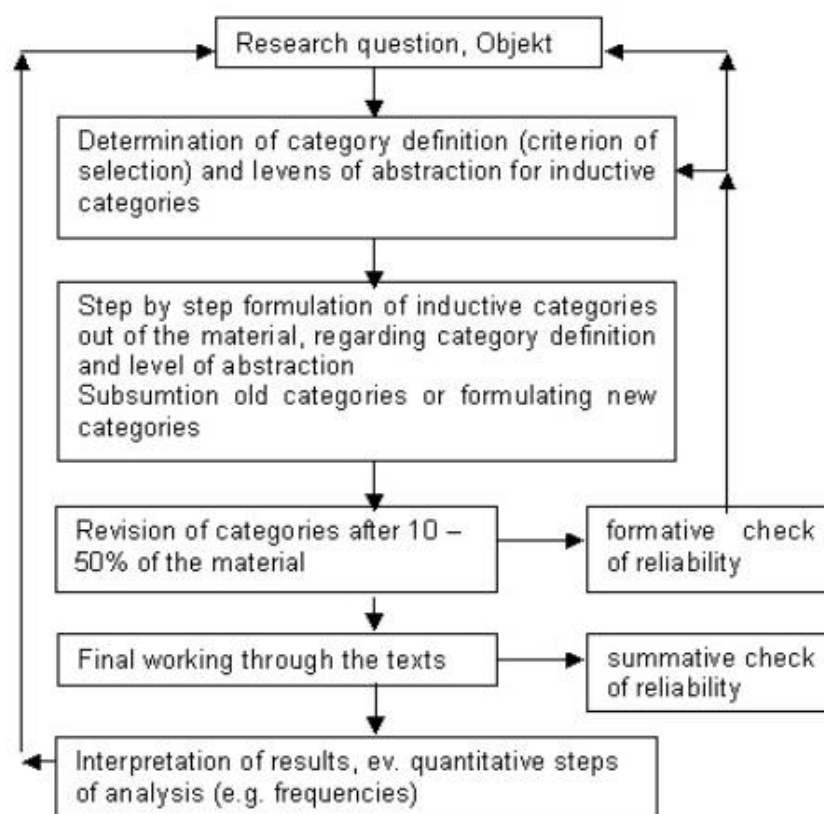 Research question, Objekt
Determination of category definition (criterion of
selection) and levens of abstraction for inductive
categories
Step by step formulation of inductive categories
out of the material, regarding category definition
and level of abstraction
Subsumtion old categories or formulating new
categories
Revision of categories after 10 –
50% of the material
formative check
of reliability
Final working through the texts
summative check
of reliability
Interpretation of results, ev. quantitative steps
of analysis (e.g. frequencies)